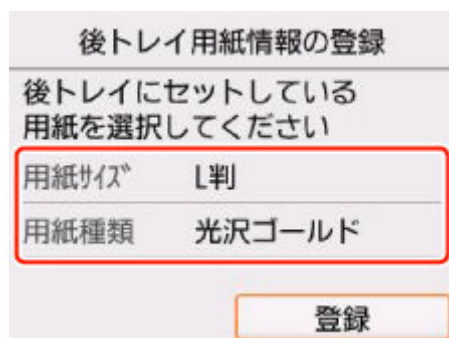 後トレイ用紙情報の登録
後トレイにセットしている
用紙を選択してください
用紙ｻｲｽﾞ L判
用紙種類 光沢ゴールド
登録